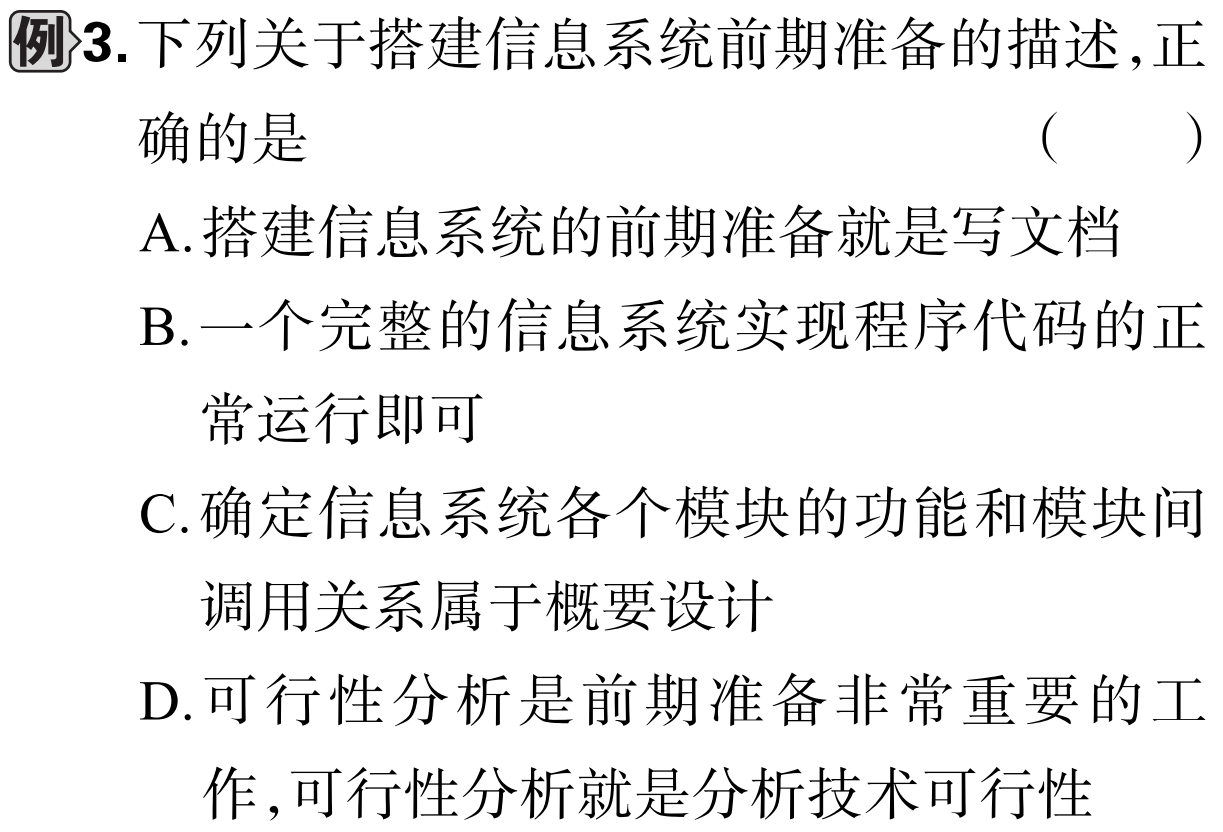 例3.下列关于搭建信息系统前期准备的描述,正
确的是 (  )
A.搭建信息系统的前期准备就是写文档
B.一个完整的信息系统实现程序代码的正
常运行即可
C.确定信息系统各个模块的功能和模块间
调用关系属于概要设计
D.可行性分析是前期准备非常重要的工
作,可行性分析就是分析技术可行性